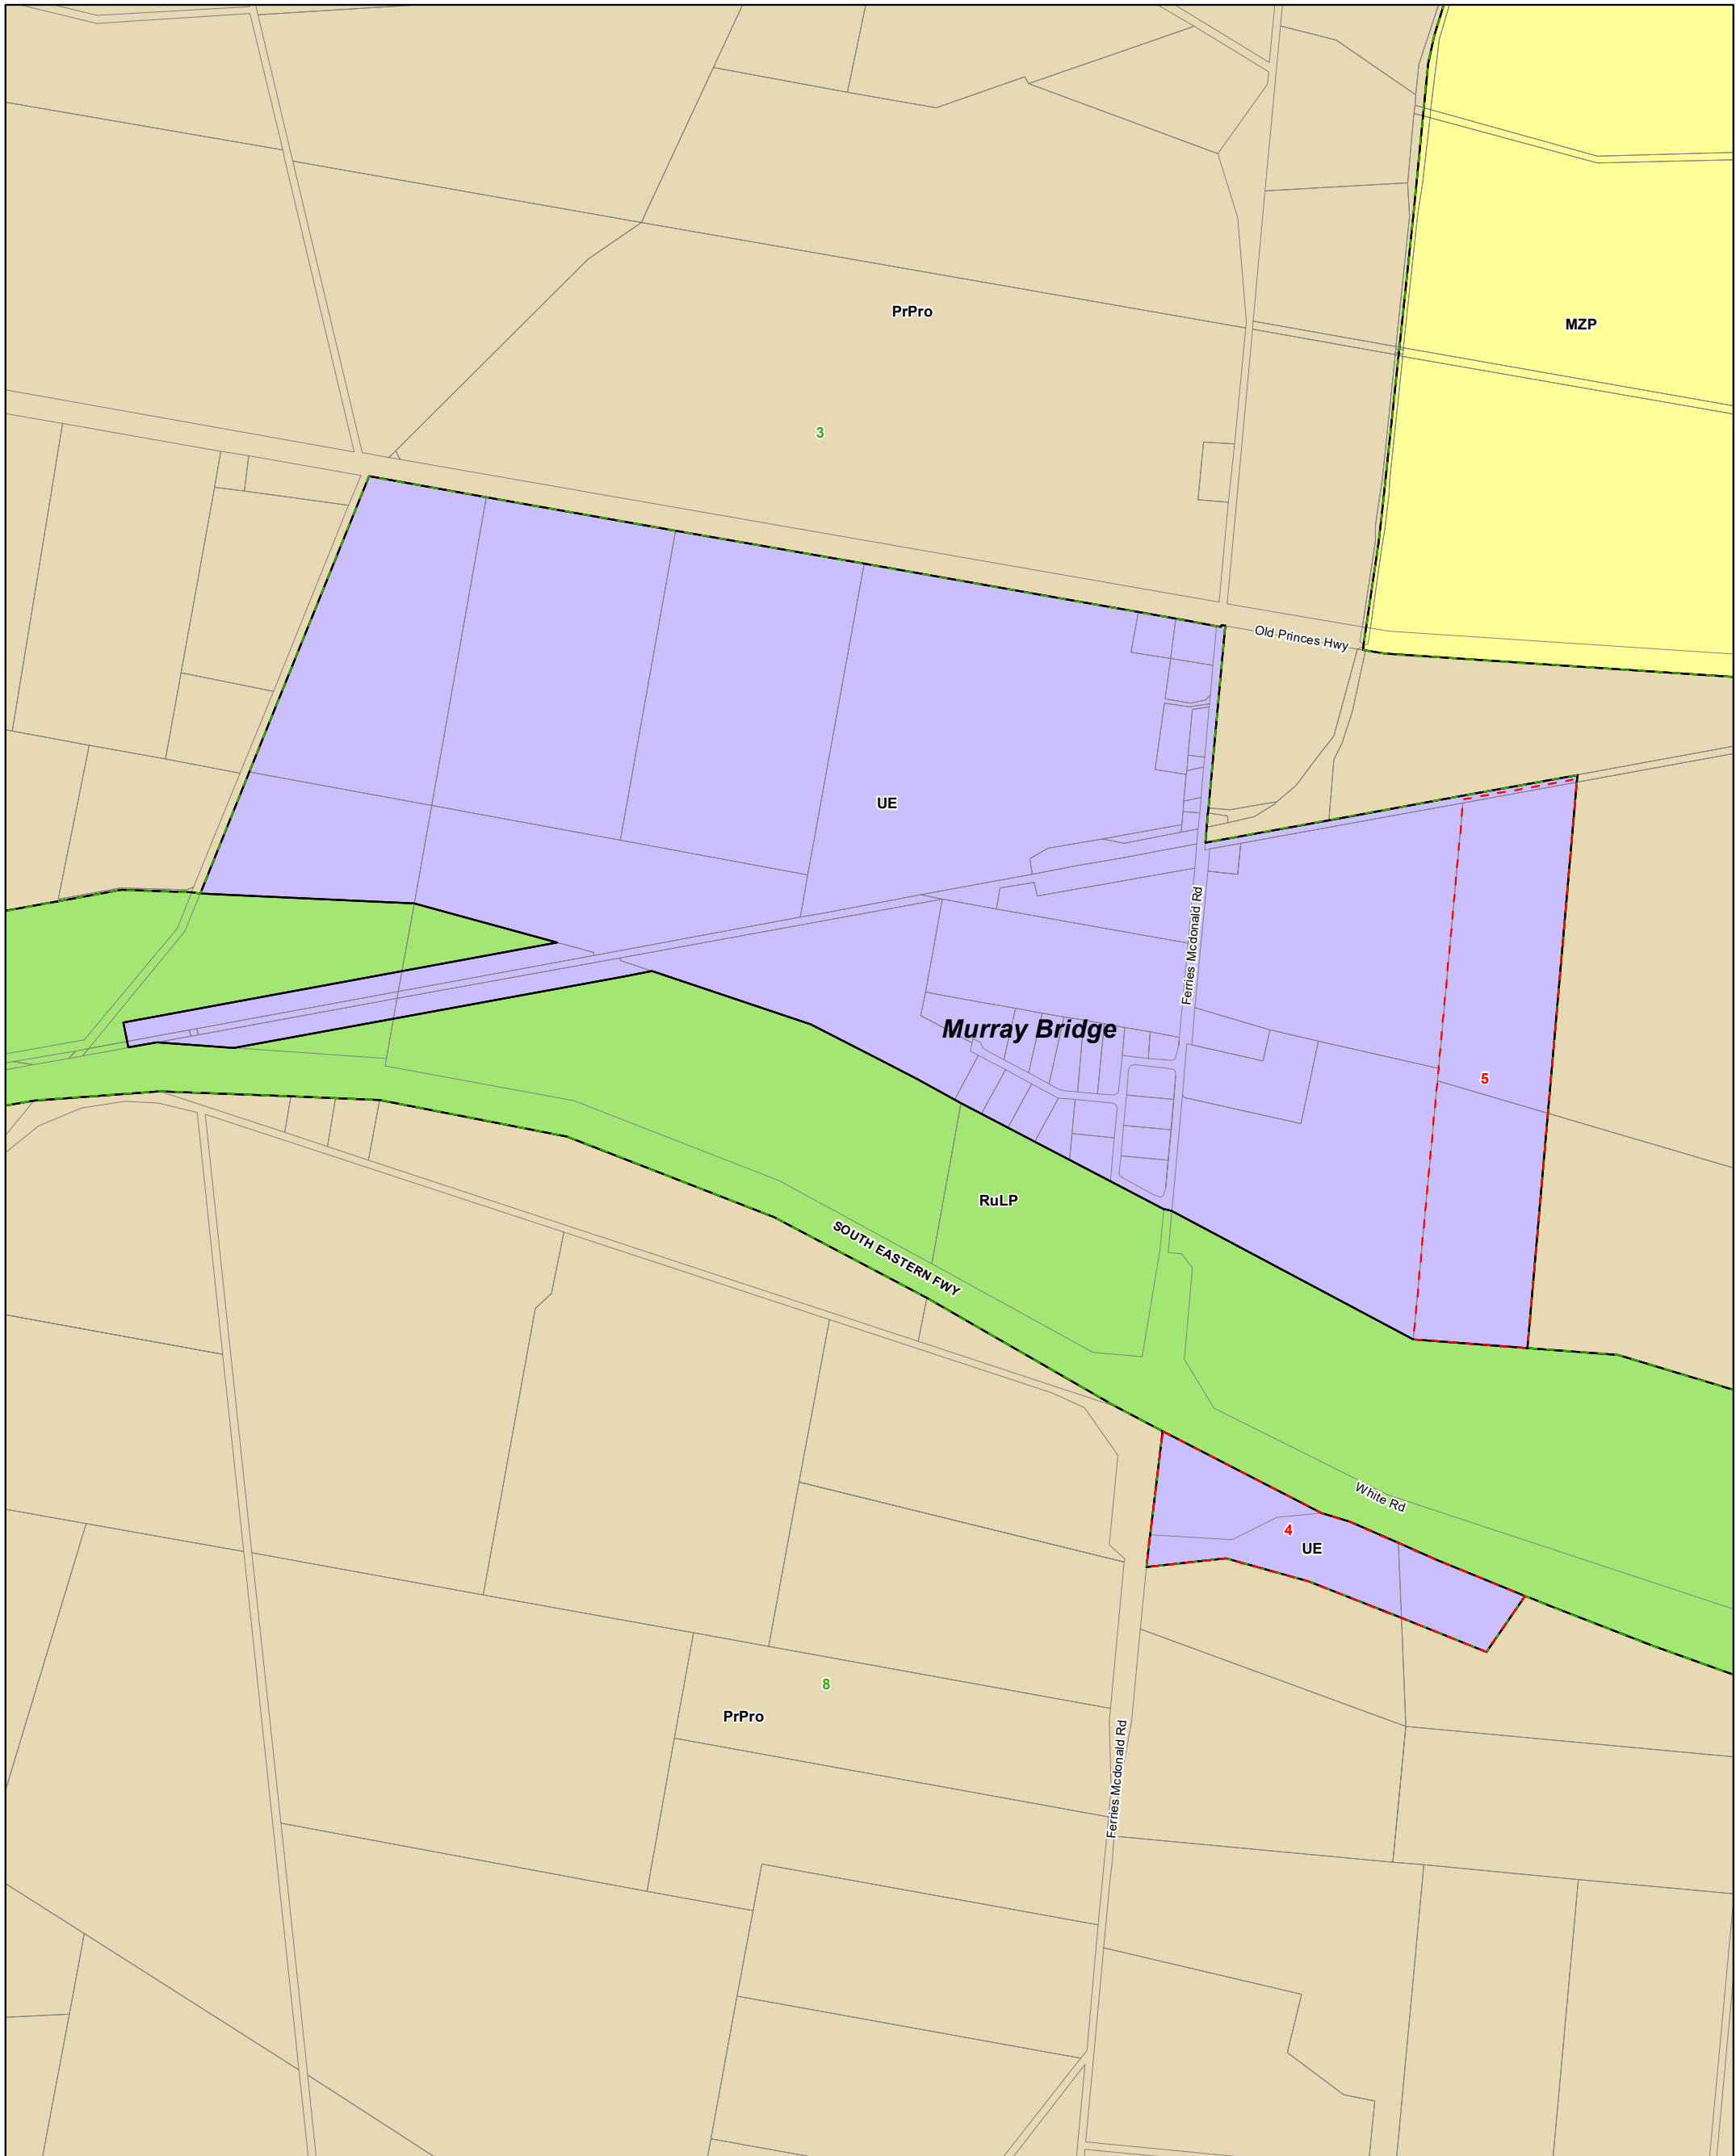 PrPro
MZP
3
Old Princes Hwy
UE
Ferries Mcdonald Rd
Murray Bridge
5
RuLP
SOUTH EASTERN FWY
White Rd
4
UE
8
PrPro
Ferries Mcdonald Rd